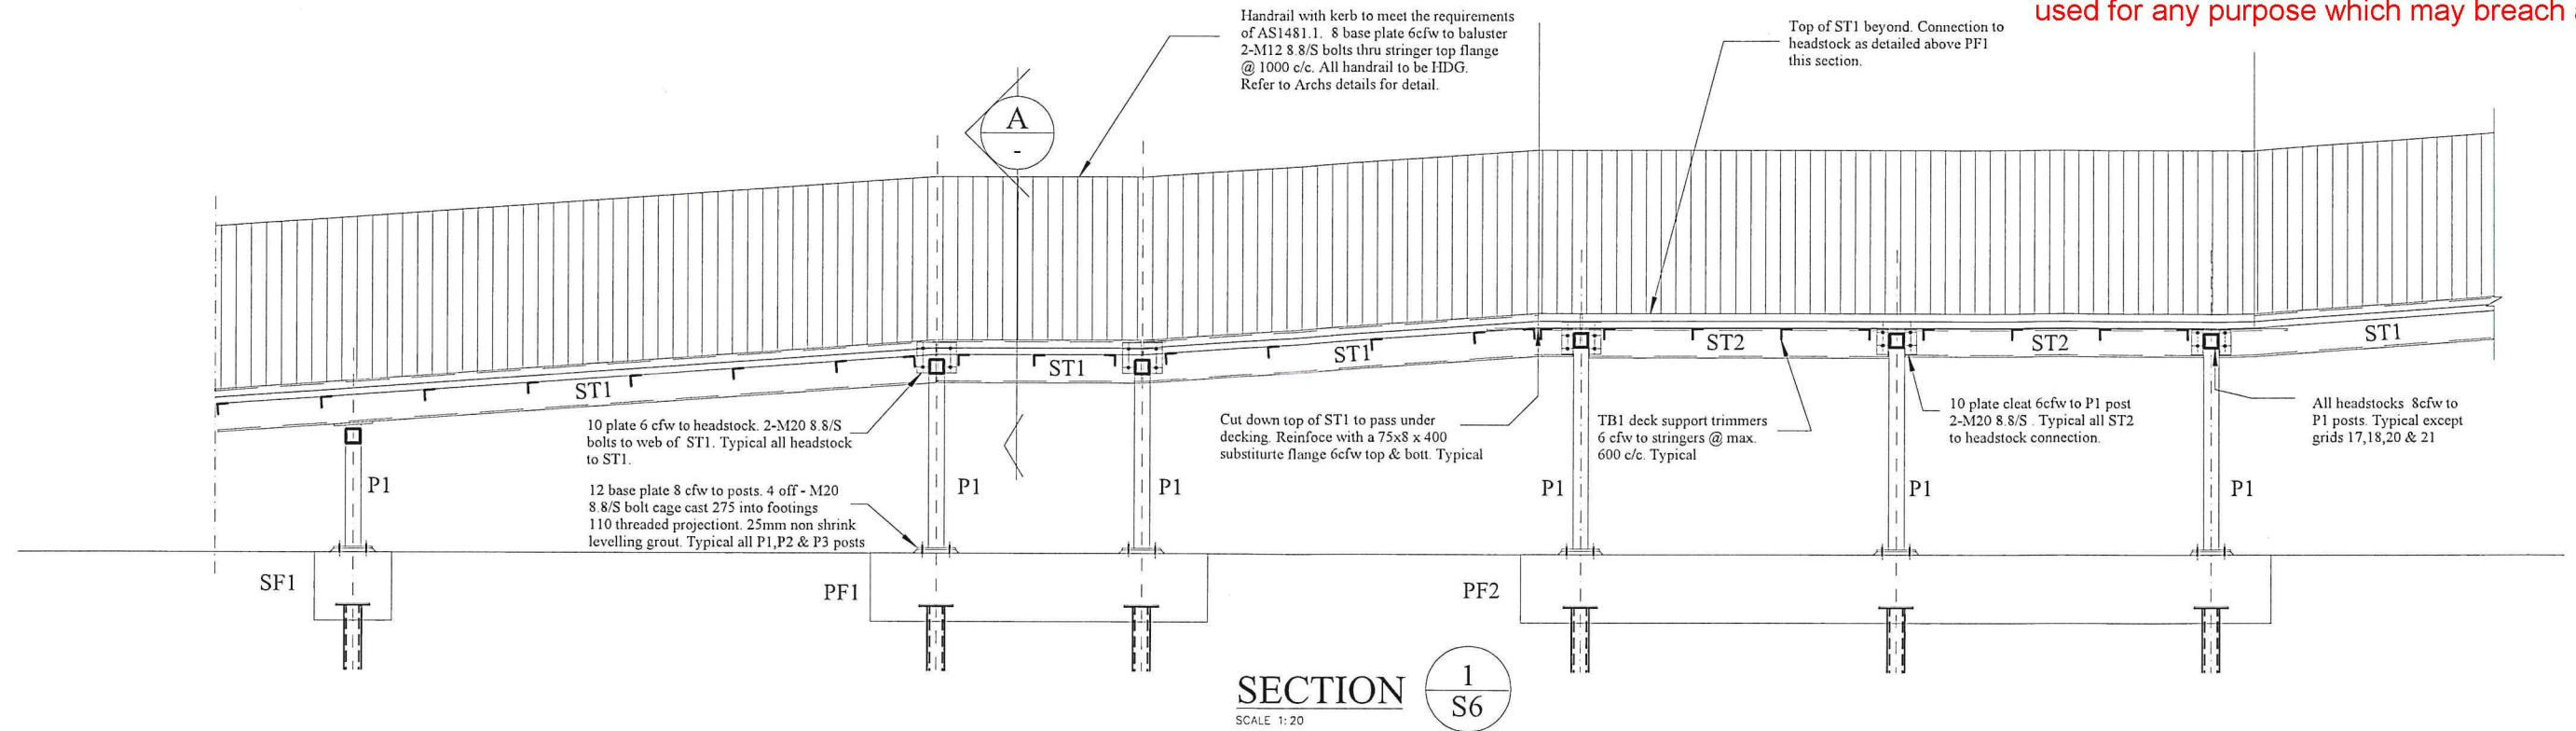 used for any purpose which may breach
Handrail with kerb to meet the requirements
of AS1481.1. 8 base plate 6cfw to baluster
2-M12 8.8/S bolts thru stringer top flange
@ 1000 c/c. All handrail to be HDG.
Refer to Archs details for detail.
Top of ST1 beyond. Connection to
headstock as detailed above PF1
this section.
A
-
ST1
ST1
ST1
ST2
ST2
ST1
10 plate 6 cfw to headstock. 2-M20 8.8/S
bolts to web of ST1. Typical all headstock
to ST1.
12 base plate 8 cfw to posts. 4 off - M20
8.8/S bolt cage cast 275 into footings
110 threaded projectiont. 25mm non shrink
levelling grout. Typical all P1,P2 & P3 posts
Cut down top of ST1 to pass under
decking. Reinfoce with a 75x8 x 400
substiturte flange 6cfw top & bott. Typical
TB1 deck support trimmers
6 cfw to stringers @ max.
600 c/c. Typical
10 plate cleat 6cfw to P1 post
2-M20 8.8/S . Typical all ST2
to headstock connection.
All headstocks 8cfw to
P1 posts. Typical except
grids 17,18,20 & 21
P1
P1
P1
P1
P1
P1
SF1
PF1
PF2
SECTION
SCALE 1:20
1
S6